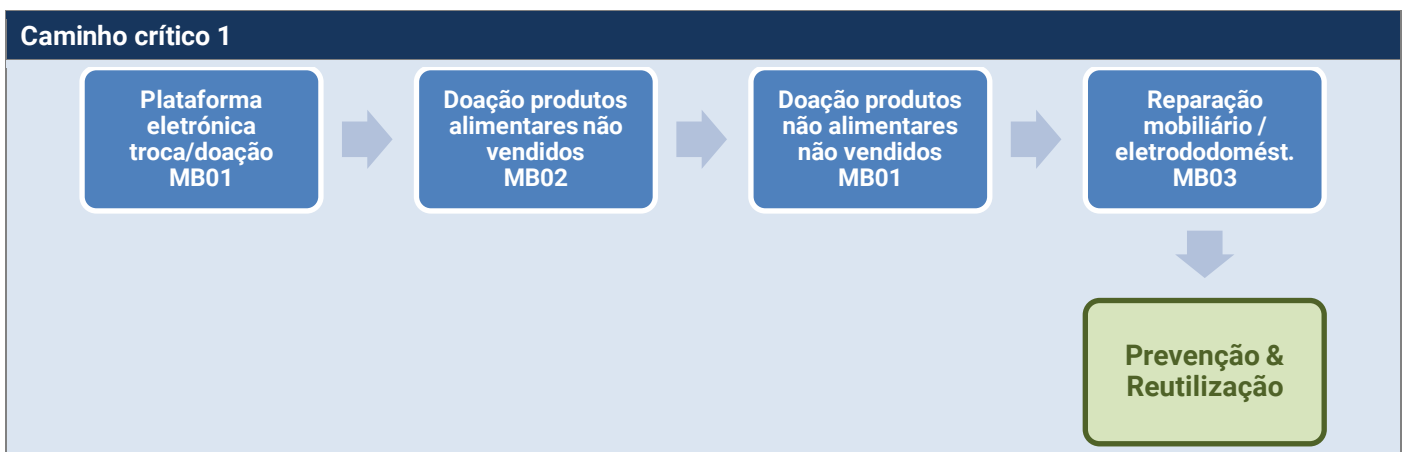 Caminho crítico 1
Plataforma
eletrónica
troca/doação
MB01
Doação produtos
alimentares não
vendidos
MB02
Doação produtos
não alimentares
não vendidos
MB01
Reparação
mobiliário /
eletrododomést.
MB03
Prevenção &
Reutilização